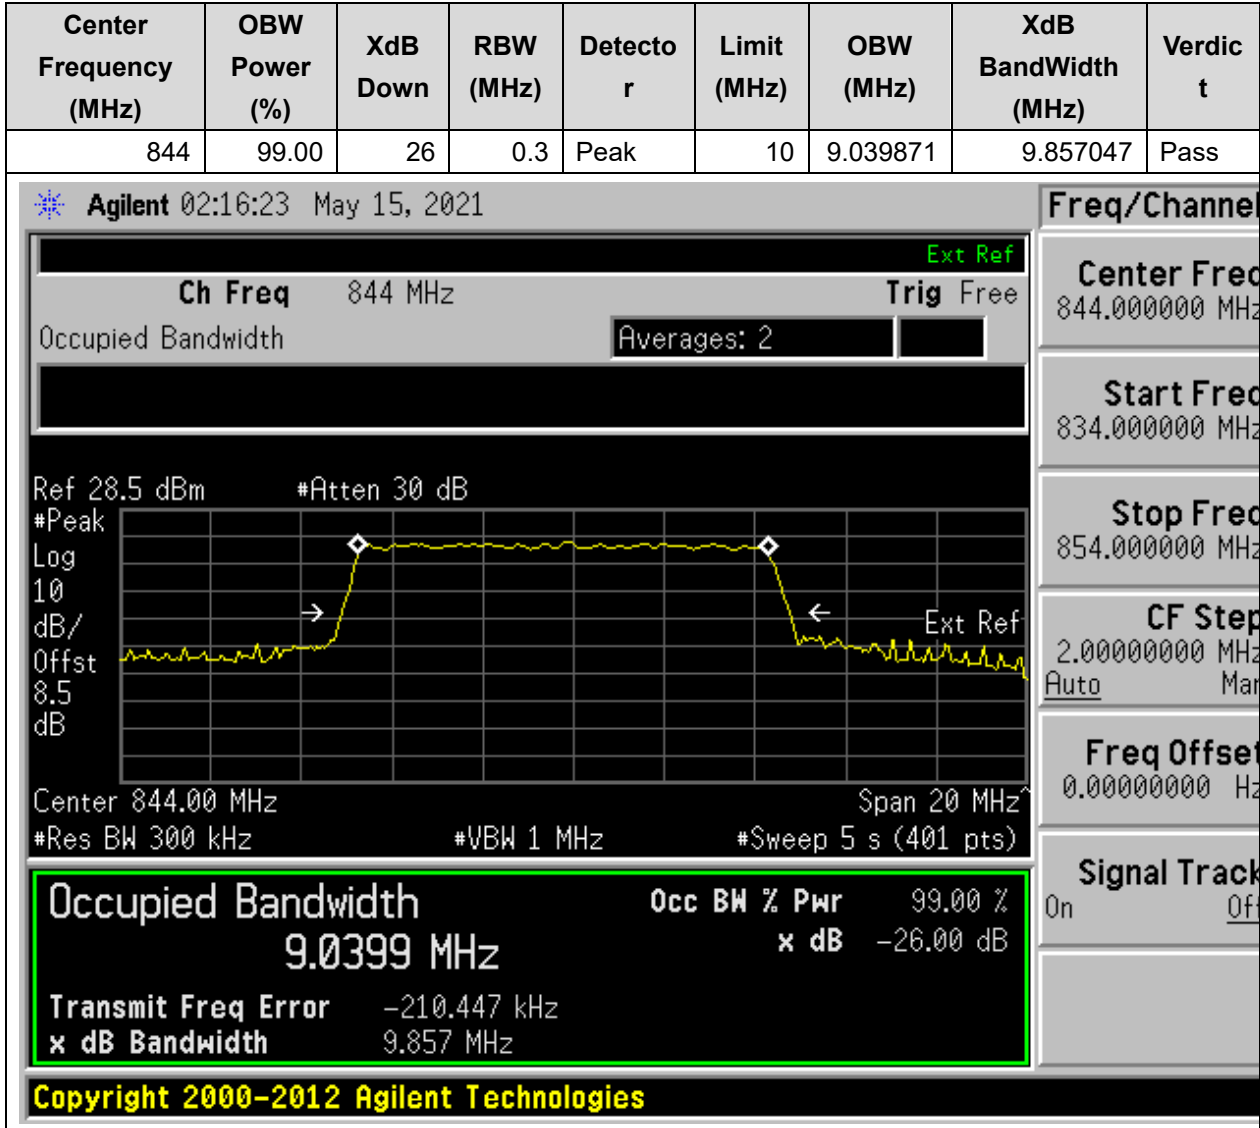 Center Frequency (MHz) OBW Power (%) XdB Down RBW (MHz) Detecto r Limit (MHz) OBW (MHz) XdB BandWidth (MHz) Verdic t
844 99.00 26 0.3 Peak 10 9.039871 9.857047 Pass
Agilent 02:16:23 May 15, 2021
Freq/Channel
Ext Ref
Ch Freq 844 MHz Trig Free
Occupied Bandwidth Averages: 2
Center Freq
844.000000 MHz
Start Freq
834.000000 MHz
Stop Freq
854.000000 MHz
CF Step
2.00000000 MHz
Auto Man
Freq Offset
0.00000000 Hz
Signal Track
On Off
Ref 28.5 dBm #Atten 30 dB
#Peak
Log
10
dB/
Offst
8.5
dB
Ext Ref
Center 844.00 MHz Span 20 MHz^
#Res BW 300 kHz #VBW 1 MHz #Sweep 5 s (401 pts)
Occupied Bandwidth
9.0399 MHz
Occ BW % Pwr 99.00 %
x dB -26.00 dB
Transmit Freq Error -210.447 kHz
x dB Bandwidth 9.857 MHz
Copyright 2000-2012 Agilent Technologies